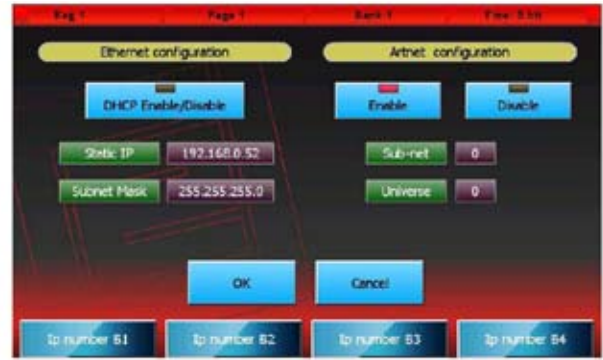 Page 1 Bank 1
Ethernet configuration
Artnet configuration
DHCP Enable/Disable
Enable
Disable
Static IP 192.168.0.52
Sub-net 0
Subnet Mask 255.255.255.0
Universe 0
OK
Cancel
Ip number B1
Ip number B2
Ip number B3
Ip number B4